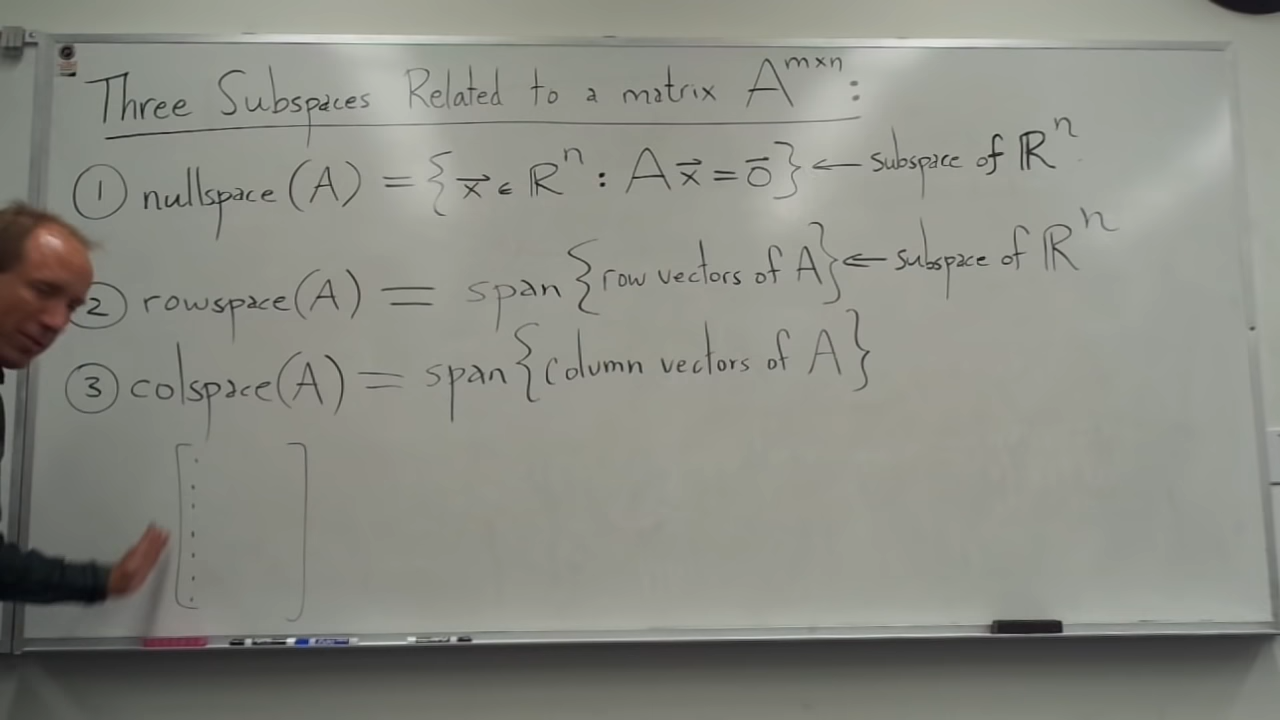 Three Subspaces Related to a matrix A^{m×n}:
① nullspace(A) = {x⃗ ∈ ℝ^n : Ax⃗ = 0̄} ← subspace of ℝ^n
② rowspace(A) = span{row vectors of A} ← subspace of ℝ^n
③ colspace(A) = span{column vectors of A}